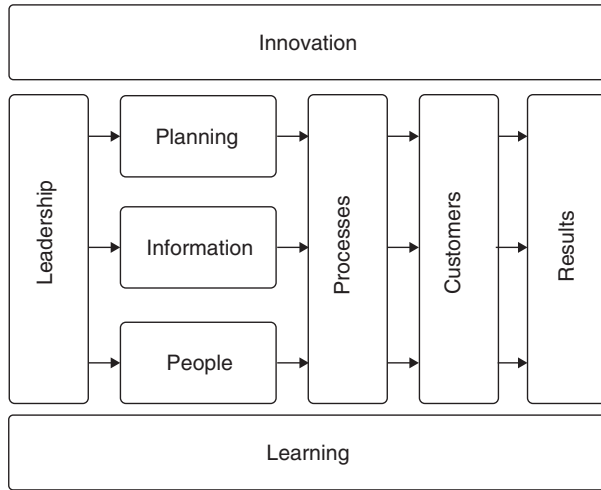 Innovation
Leadership
Planning
Information
People
Processes
Customers
Results
Learning